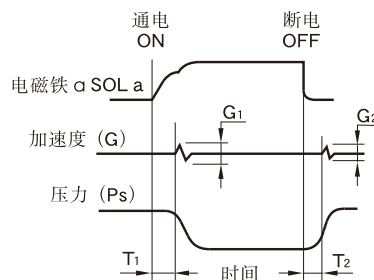 通电 断电
ON OFF
电磁铁 a SOL a
G1
加速度 (G)
G2
压力 (Ps)
T1 时间 T2